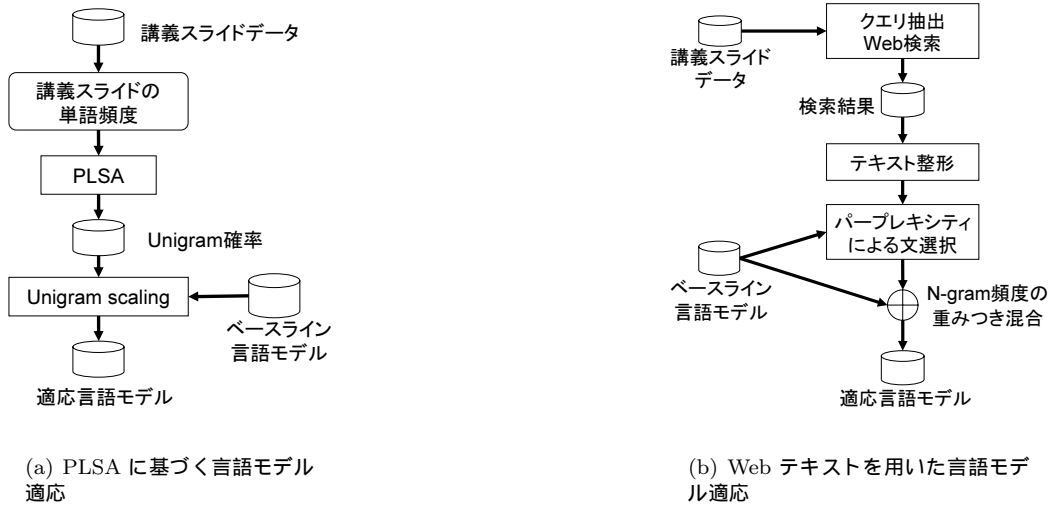 講義スライドデータ
講義スライドの
単語頻度
PLSA
Unigram確率
Unigram scaling
ベースライン
言語モデル
適応言語モデル
(a) PLSA に基づく言語モデル
適応
クエリ抽出
Web検索
講義スライド
データ
検索結果
テキスト整形
パープレキシティ
による文選択
ベースライン
言語モデル
N-gram頻度の
重みつき混合
適応言語モデル
(b) Web テキストを用いた言語モデ
ル適応